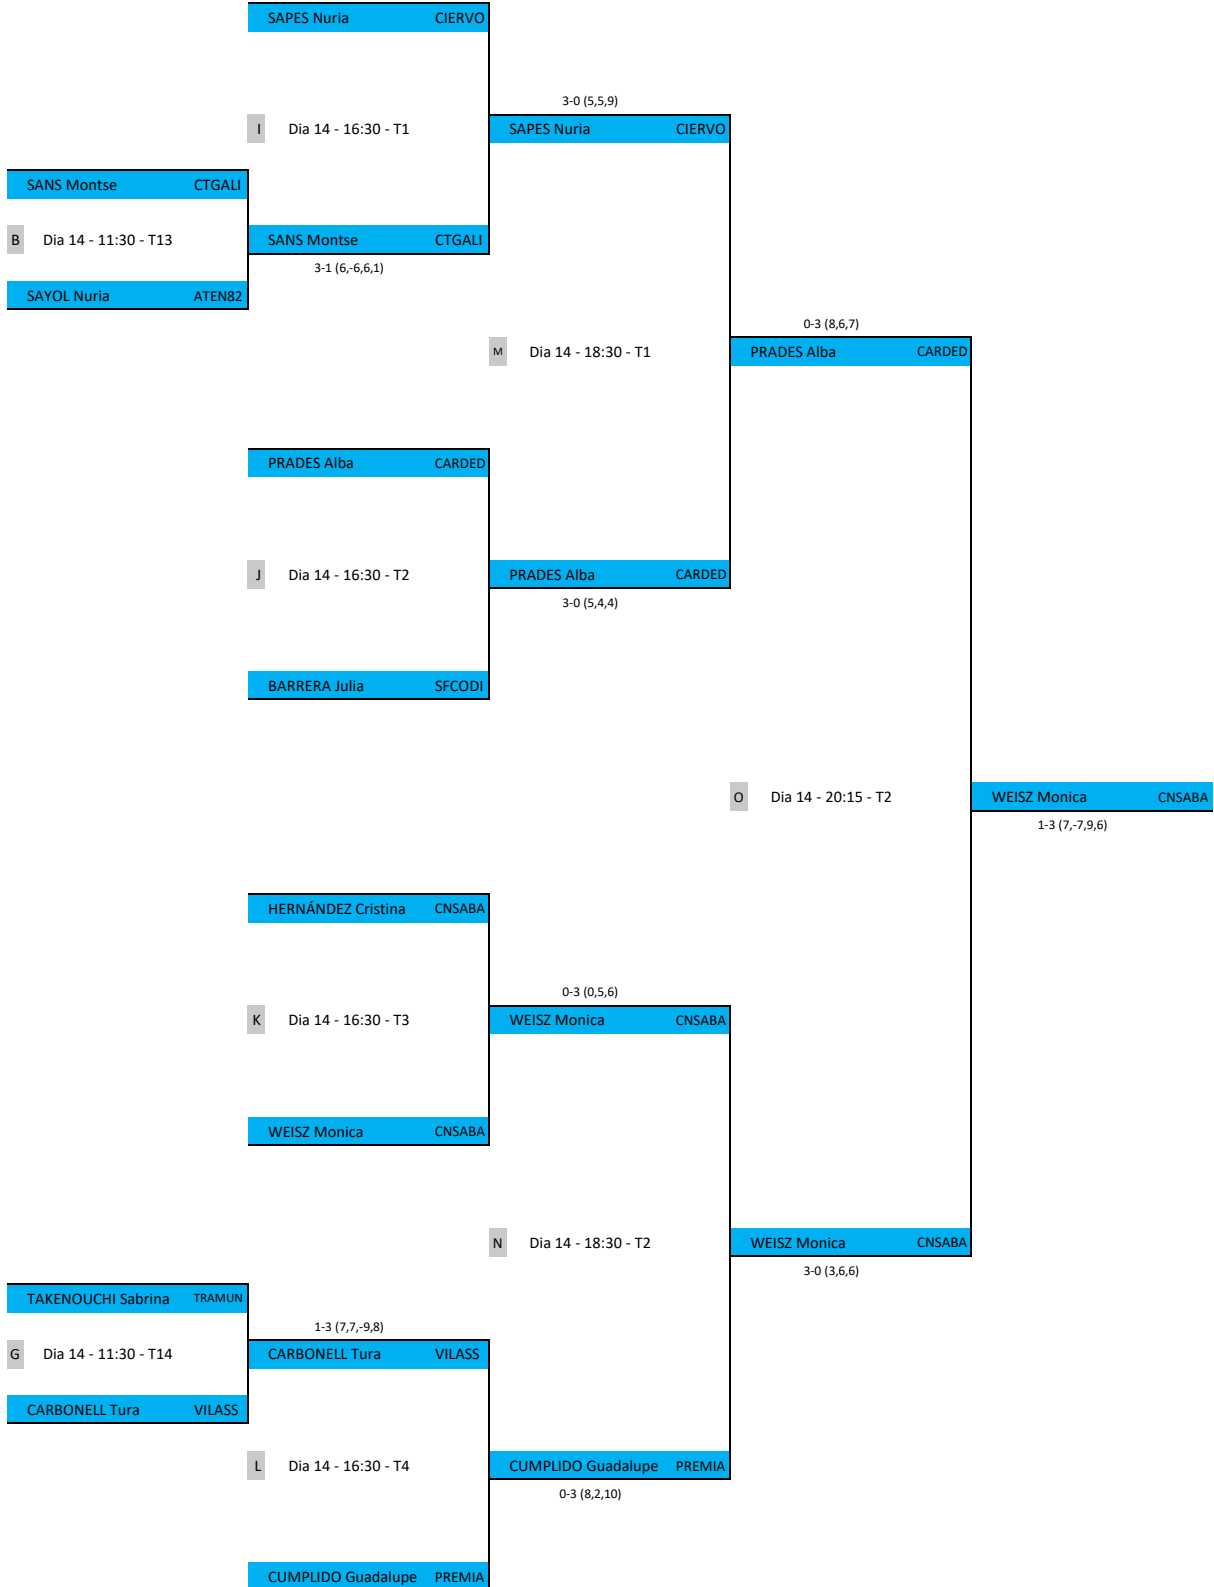 SAPES Nuria CIERVO
3-0 (5,5,9)
I Dia 14 - 16:30 - T1 SAPES Nuria CIERVO
SANS Montse CTGALI
B Dia 14 - 11:30 - T13 SANS Montse CTGALI
3-1 (6,-6,6,1)
SAYOL Nuria ATEN82
0-3 (8,6,7)
M Dia 14 - 18:30 - T1 PRADES Alba CARDED
PRADES Alba CARDED
J Dia 14 - 16:30 - T2 PRADES Alba CARDED
3-0 (5,4,4)
BARRERA Julia SFCODI
O Dia 14 - 20:15 - T2 WEISZ Monica CNSABA
1-3 (7,-7,9,6)
HERNÁNDEZ Cristina CNSABA
0-3 (0,5,6)
K Dia 14 - 16:30 - T3 WEISZ Monica CNSABA
WEISZ Monica CNSABA
N Dia 14 - 18:30 - T2 WEISZ Monica CNSABA
3-0 (3,6,6)
TAKENOUCHI Sabrina TRAMUN
1-3 (7,7,-9,8)
G Dia 14 - 11:30 - T14 CARBONELL Tura VILASS
CARBONELL Tura VILASS
L Dia 14 - 16:30 - T4 CUMPLIDO Guadalupe PREMIA
0-3 (8,2,10)
CUMPLIDO Guadalupe PREMIA